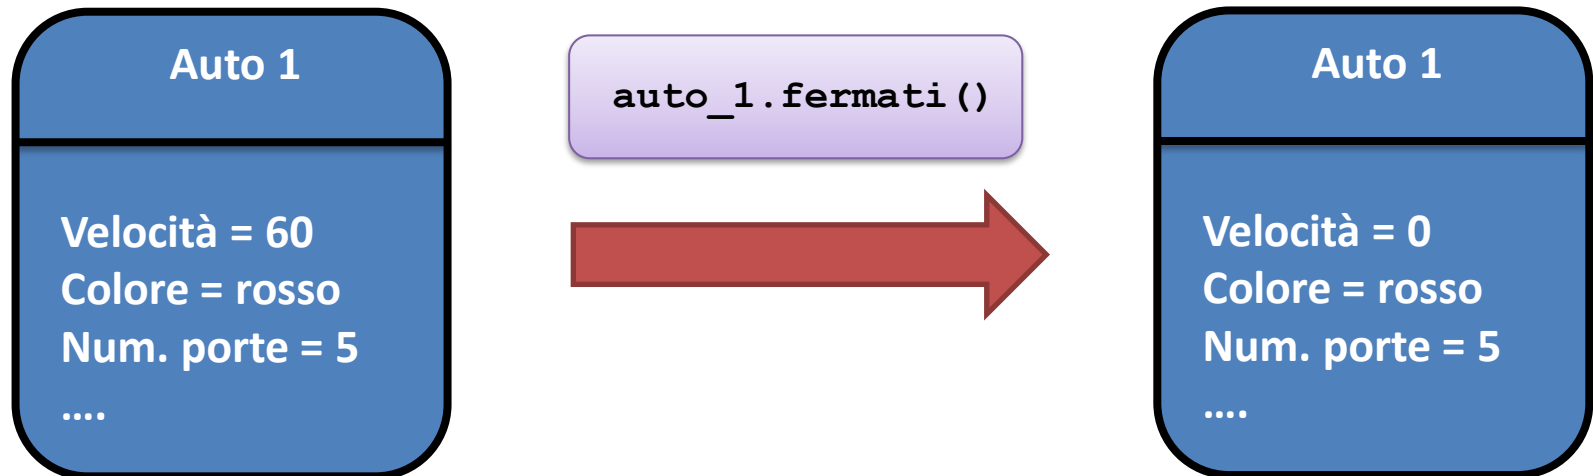 Auto 1
Velocità = 60
Colore = rosso
Num. porte = 5
….
auto_1.fermati()
Auto 1
Velocità = 0
Colore = rosso
Num. porte = 5
….